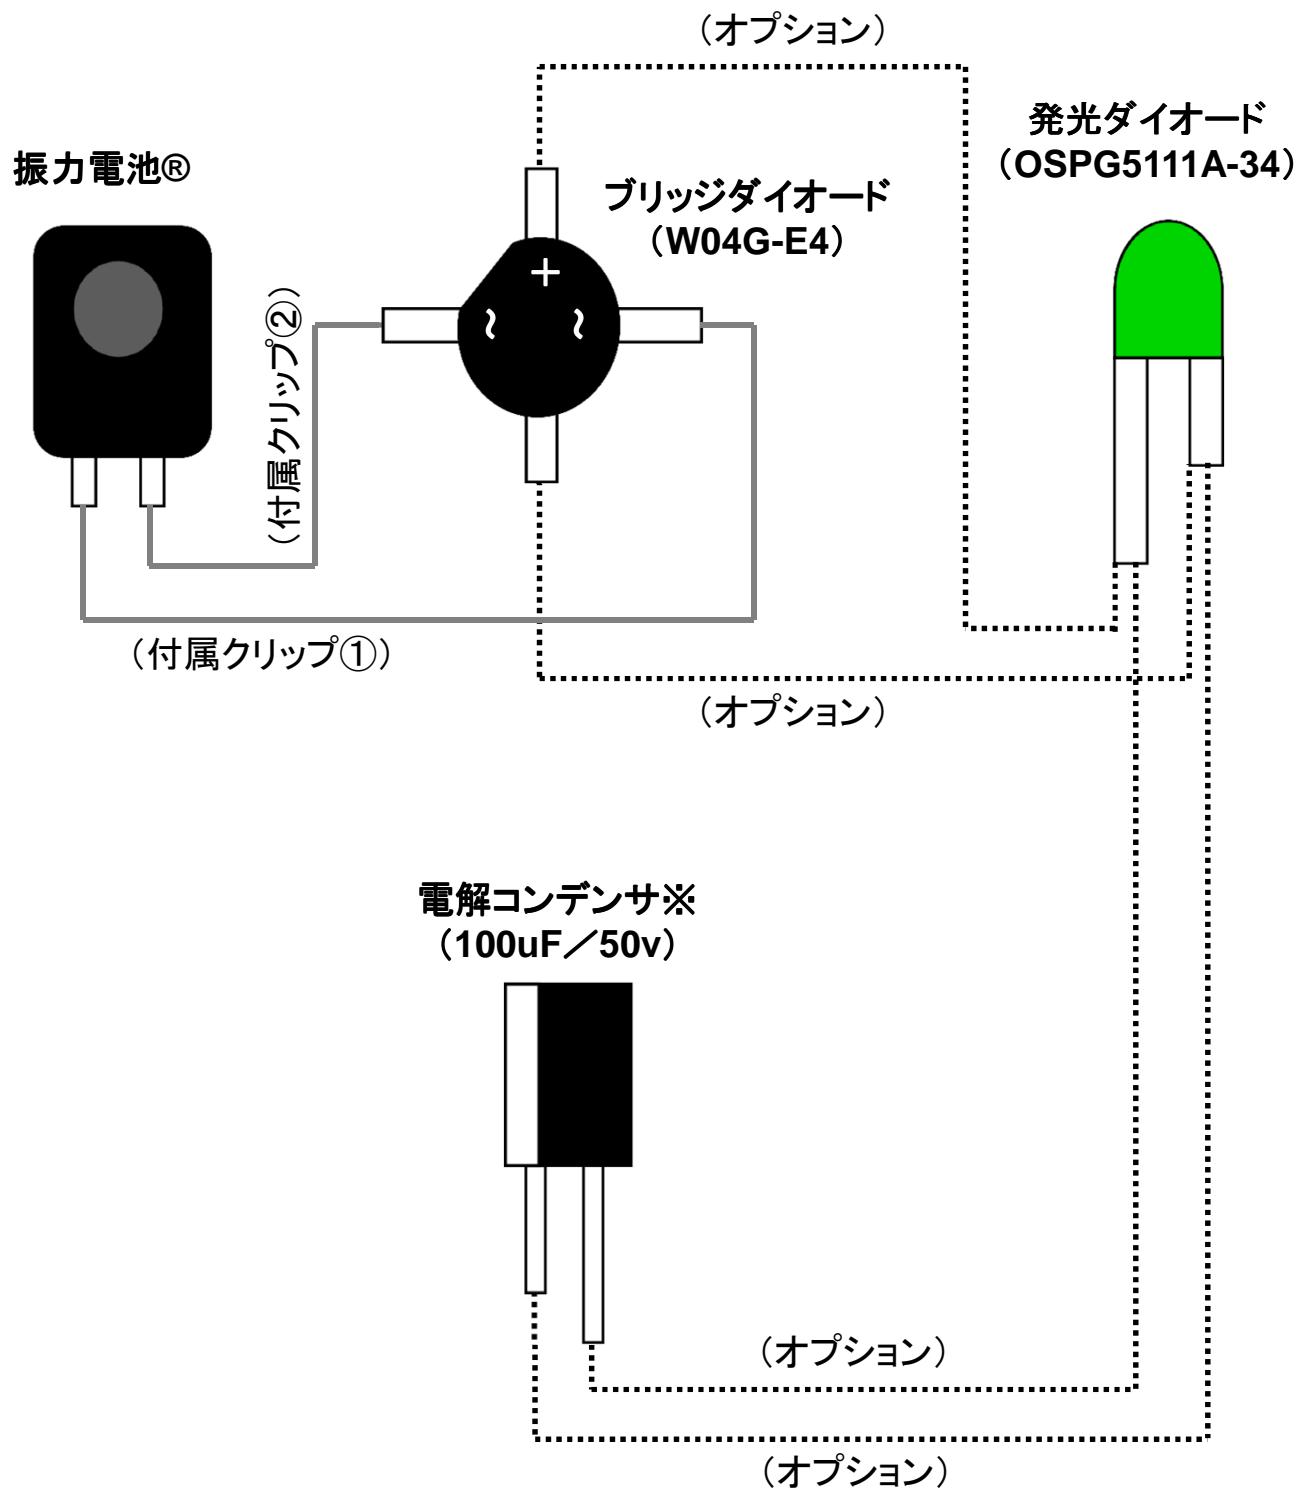 （オプション）
発光ダイオード
（OSPG5111A-34）
振力電池®
ブリッジダイオード
（W04G-E4）
＋
~ ~
（付属クリップ②）
（付属クリップ①）
（オプション）
電解コンデンサ※
（100uF／50v）
（オプション）
（オプション）